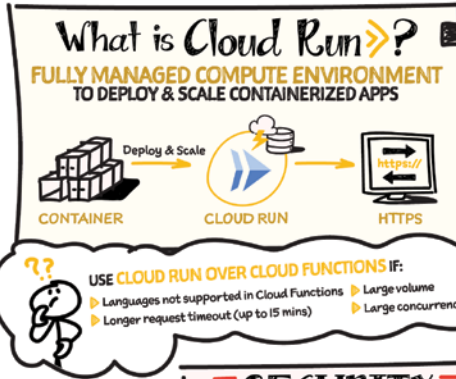 What is Cloud Run»?
FULLY MANAGED COMPUTE ENVIRONMENT
TO DEPLOY & SCALE CONTAINERIZED APPS
Deploy & Scale
https://
CONTAINER
CLOUD RUN
HTTPS
??
USE CLOUD RUN OVER CLOUD FUNCTIONS IF:
Languages not supported in Cloud Functions
Large volume
Longer request timeout (up to 15 mins)
Large concurrenc